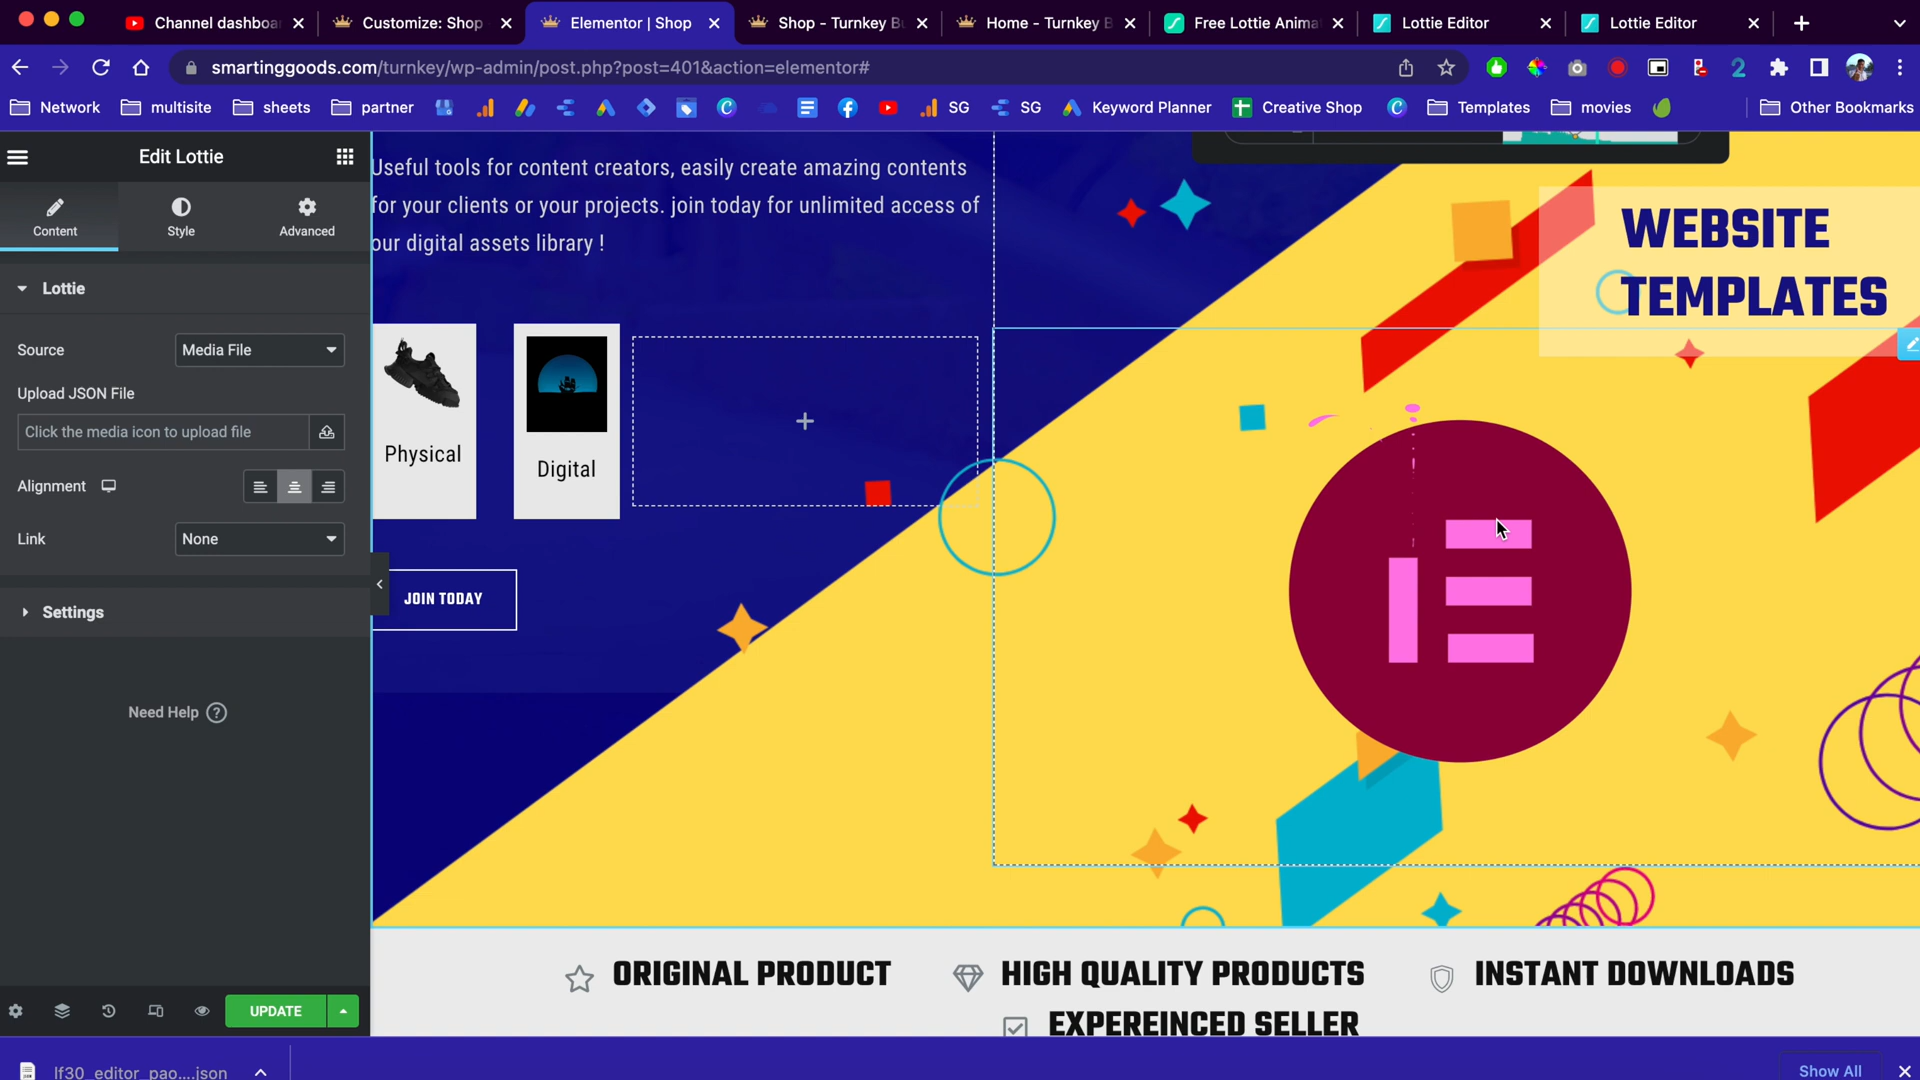 Channel dashboa
Customize: Shop
Elementor | Shop
Shop - Turnkey Bu
Home - Turnkey B
Free Lottie Anima
Lottie Editor
Lottie Editor
smartinggoods.com/turnkey/wp-admin/post.php?post=401&action=elementor#
Network
multisite
sheets
partner
SG
SG
Keyword Planner
Creative Shop
Templates
movies
Other Bookmarks
Edit Lottie
Content
Style
Advanced
Lottie
Source
Media File
Upload JSON File
Click the media icon to upload file
Alignment
Link
None
Settings
Need Help ?
UPDATE
Useful tools for content creators, easily create amazing contents
for your clients or your projects. join today for unlimited access of
our digital assets library !
Physical
Digital
JOIN TODAY
WEBSITE
TEMPLATES
ORIGINAL PRODUCT
HIGH QUALITY PRODUCTS
INSTANT DOWNLOADS
EXPEREINCED SELLER
lf30_editor_pao....json
Show All